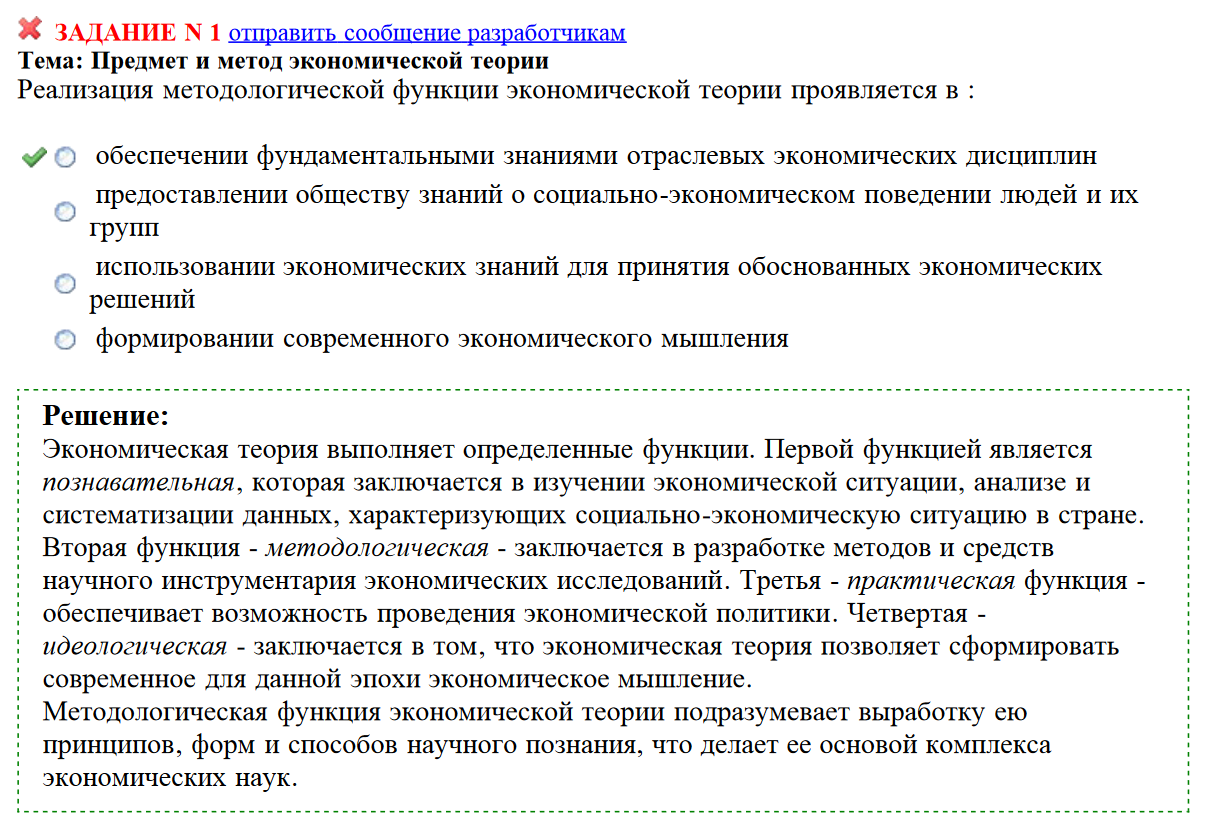 ЗАДАНИЕ N 1 отправить сообщение разработчикам
Тема: Предмет и метод экономической теории
Реализация методологической функции экономической теории проявляется в :
обеспечении фундаментальными знаниями отраслевых экономических дисциплин
предоставлении обществу знаний о социально-экономическом поведении людей и их
групп
использовании экономических знаний для принятия обоснованных экономических
решений
формировании современного экономического мышления
Решение:
Экономическая теория выполняет определенные функции. Первой функцией является
познавательная, которая заключается в изучении экономической ситуации, анализе и
систематизации данных, характеризующих социально-экономическую ситуацию в стране.
Вторая функция - методологическая - заключается в разработке методов и средств
научного инструментария экономических исследований. Третья - практическая функция -
обеспечивает возможность проведения экономической политики. Четвертая -
идеологическая - заключается в том, что экономическая теория позволяет сформировать
современное для данной эпохи экономическое мышление.
Методологическая функция экономической теории подразумевает выработку ею
принципов, форм и способов научного познания, что делает ее основой комплекса
экономических наук.